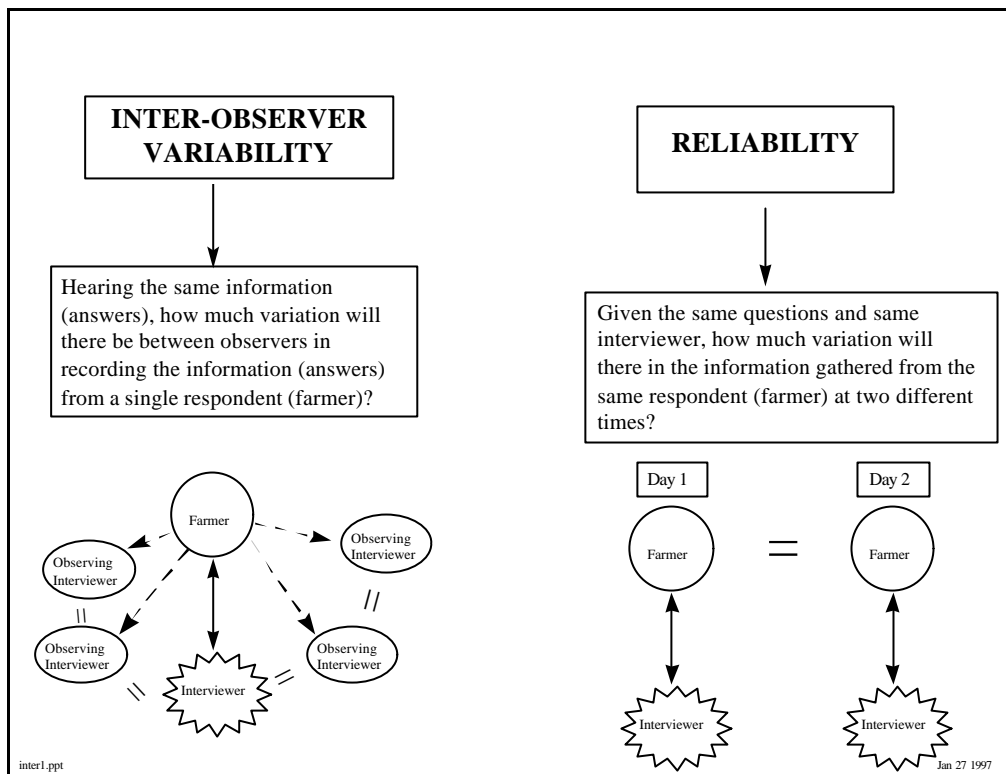 INTER-OBSERVER
VARIABILITY
Hearing the same information
(answers), how much variation will
there be between observers in
recording the information (answers)
from a single respondent (farmer)?
Farmer
Observing
Interviewer
Observing
Interviewer
Observing
Interviewer
Observing
Interviewer
Interviewer
RELIABILITY
Given the same questions and same
interviewer, how much variation will
there in the information gathered from the
same respondent (farmer) at two different
times?
Day 1
Day 2
Farmer
=
Farmer
Interviewer
Interviewer
inter1.ppt
Jan 27 1997